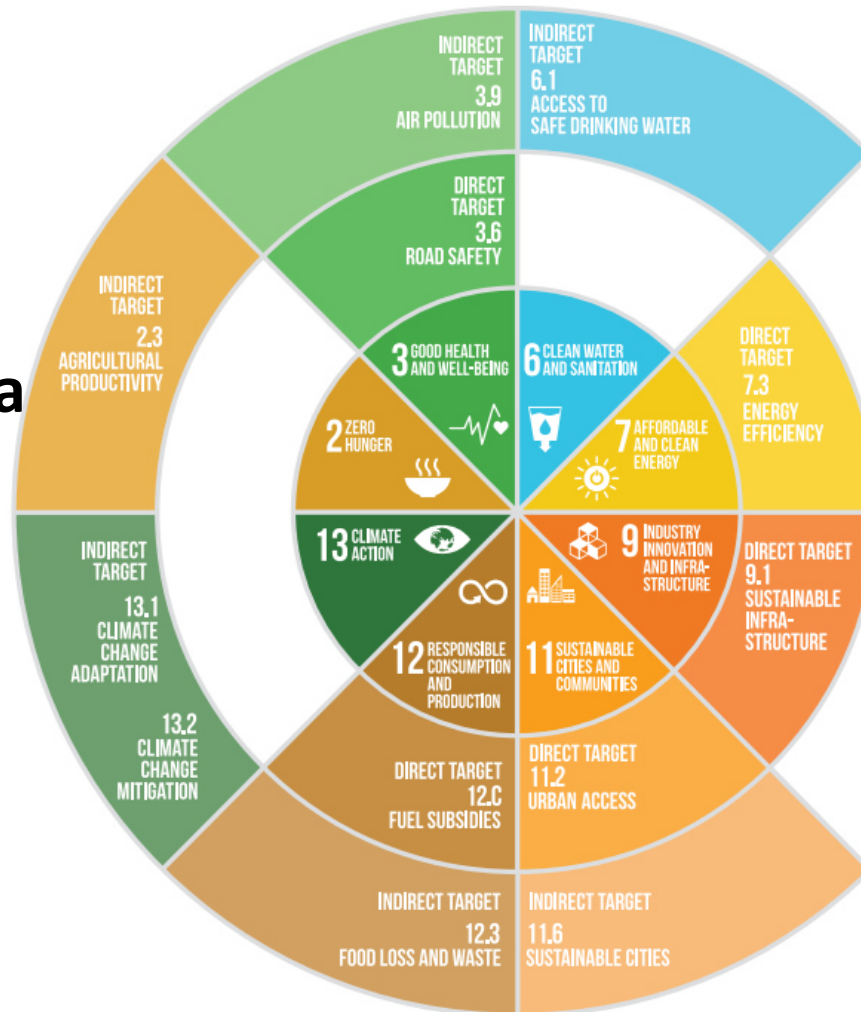 INDIRECT
TARGET
3.9
AIR POLLUTION
INDIRECT
TARGET
6.1
ACCESS TO
SAFE DRINKING WATER
DIRECT
TARGET
3.6
ROAD SAFETY
INDIRECT
TARGET
2.3
AGRICULTURAL
PRODUCTIVITY
a
3 GOOD HEALTH
AND WELL-BEING
6 CLEAN WATER
AND SANITATION
DIRECT
TARGET
7.3
ENERGY
EFFICIENCY
2 ZERO
HUNGER
7 AFFORDABLE
AND CLEAN
ENERGY
13 CLIMATE
ACTION
9 INDUSTRY
INNOVATION
AND INFRA-
STRUCTURE
DIRECT TARGET
9.1
SUSTAINABLE
INFRA-
STRUCTURE
INDIRECT
TARGET
13.1
CLIMATE
CHANGE
ADAPTATION
13.2
CLIMATE
CHANGE
MITIGATION
12 RESPONSIBLE
CONSUMPTION
AND
PRODUCTION
11 SUSTAINABLE
CITIES AND
COMMUNITIES
DIRECT TARGET
12.C
FUEL SUBSIDIES
DIRECT TARGET
11.2
URBAN ACCESS
INDIRECT TARGET
12.3
FOOD LOSS AND WASTE
INDIRECT TARGET
11.6
SUSTAINABLE CITIES